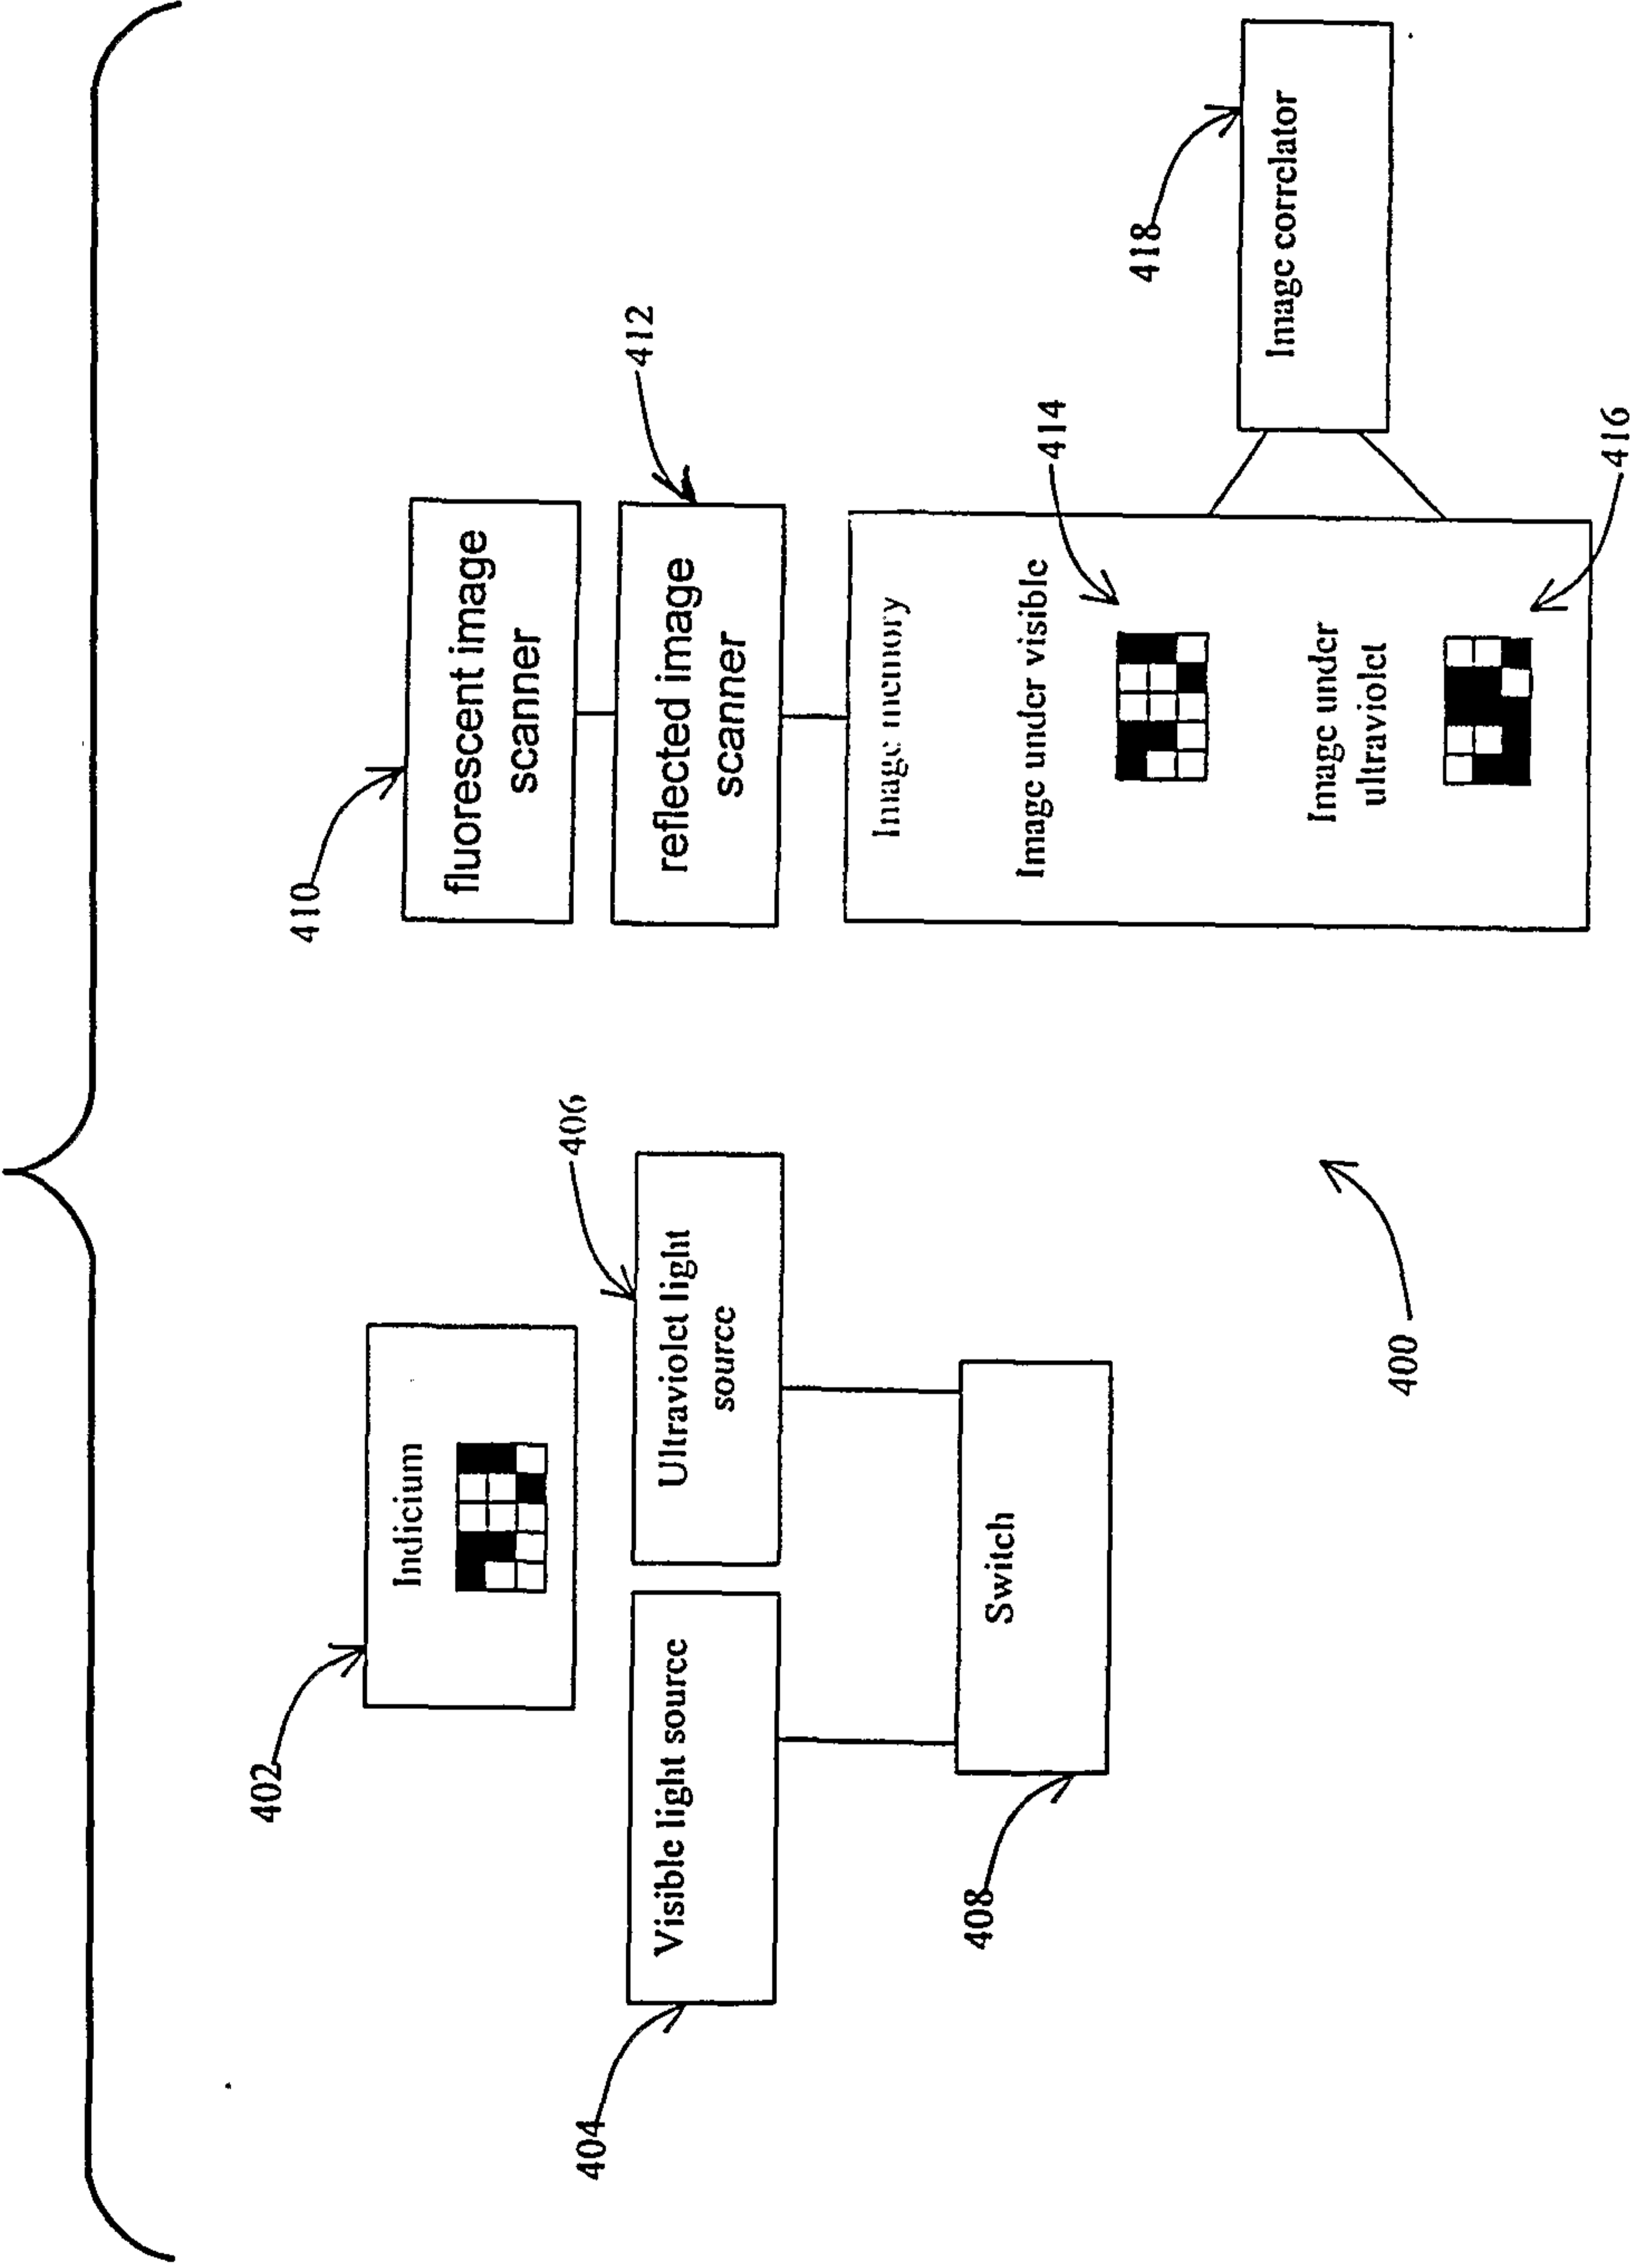 402
Indicium
404
Visible light source
406
Ultraviolet light
source
408
Switch
400
410
fluorescent image
scanner
412
reflected image
scanner
Image memory
Image under visible
414
Image under
ultraviolet
416
418
Image correlator